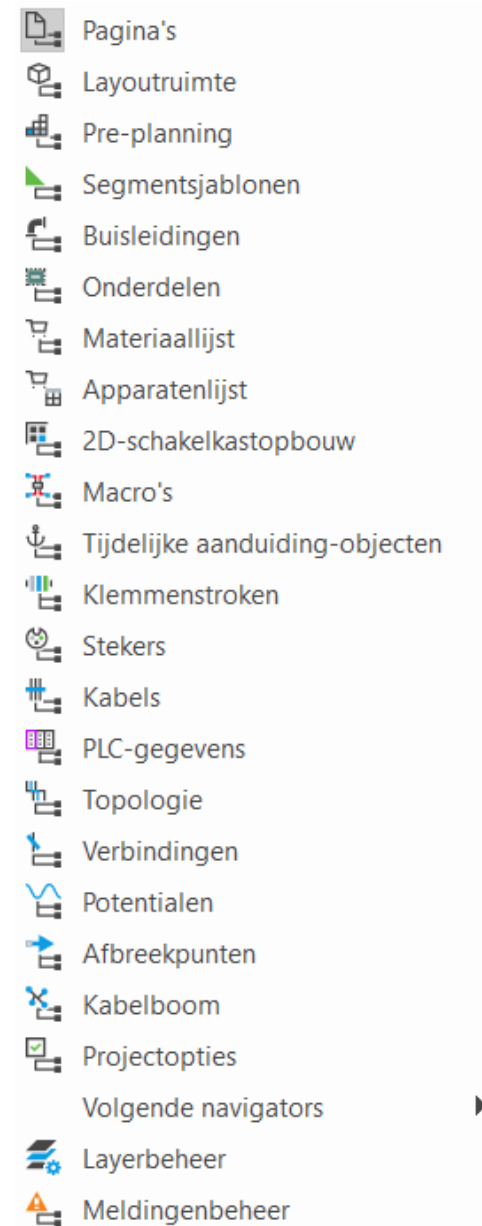 Pagina's
Layoutruimte
Pre-planning
Segmentsjablonen
Buisleidingen
Onderdelen
Materiaallijst
Apparatenlijst
2D-schakelkastopbouw
Macro's
Tijdelijke aanduiding-objecten
Klemmenstroken
Stekers
Kabels
PLC-gegevens
Topologie
Verbindingen
Potentialen
Afbreekpunten
Kabelboom
Projectopties
Volgende navigators
Layerbeheer
Meldingenbeheer